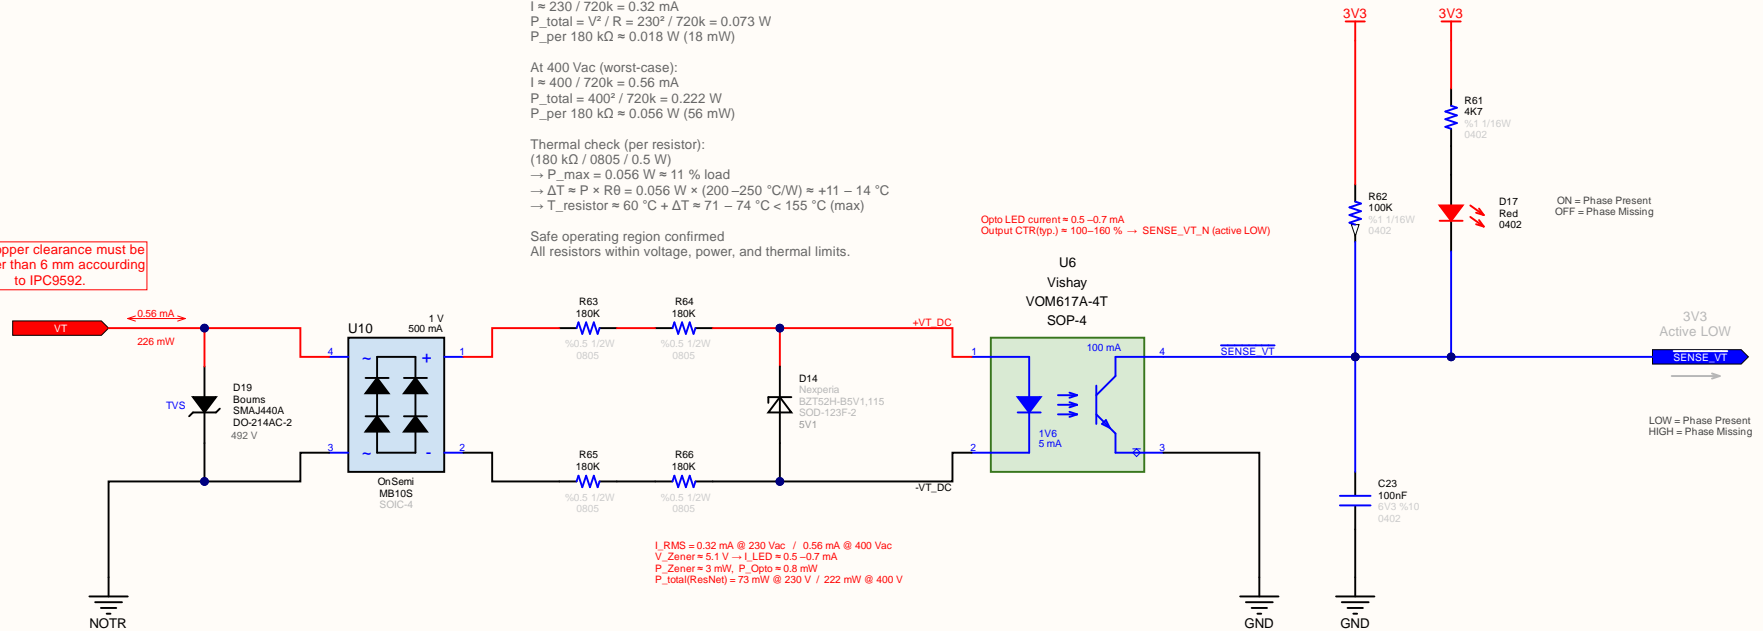 I ≈ 230 / 720k = 0.32 mA
P_total = V² / R = 230² / 720k = 0.073 W
P_per 180 kΩ ≈ 0.018 W (18 mW)
At 400 Vac (worst-case):
I ≈ 400 / 720k = 0.56 mA
P_total = 400² / 720k = 0.222 W
P_per 180 kΩ ≈ 0.056 W (56 mW)
Thermal check (per resistor):
(180 kΩ / 0805 / 0.5 W)
→ P_max = 0.056 W ≈ 11 % load
→ ΔT ≈ P × Rθ = 0.056 W × (200 –250 °C/W) ≈ +11 – 14 °C
→ T_resistor ≈ 60 °C + ΔT ≈ 71 – 74 °C < 155 °C (max)
Safe operating region confirmed
All resistors within voltage, power, and thermal limits.
opper clearance must be
er than 6 mm accourding
to IPC9592.
VT
0.56 mA
226 mW
TVS
D19
Bourns
SMAJ440A
DO-214AC-2
492 V
NOTR
U10
1 V
500 mA
4
3
1
2
~
+
~
-
OnSemi
MB10S
SOIC-4
R63
180K
%0.5 1/2W
0805
R64
180K
%0.5 1/2W
0805
R65
180K
%0.5 1/2W
0805
R66
180K
%0.5 1/2W
0805
D14
Nexperia
BZT52H-B5V1,115
SOD-123F-2
5V1
+VT_DC
-VT_DC
I_RMS = 0.32 mA @ 230 Vac / 0.56 mA @ 400 Vac
V_Zener ≈ 5.1 V → I_LED ≈ 0.5 –0.7 mA
P_Zener ≈ 3 mW, P_Opto ≈ 0.8 mW
P_total(ResNet) = 73 mW @ 230 V / 222 mW @ 400 V
Opto LED current ≈ 0.5 –0.7 mA
Output CTR(typ.) ≈ 100–160 % → SENSE_VT_N (active LOW)
U6
Vishay
VOM617A-4T
SOP-4
1
2
4
3
100 mA
1V6
5 mA
SENSE_VT
GND
3V3
R62
100K
%1 1/16W
0402
3V3
R61
4K7
%1 1/16W
0402
D17
Red
0402
ON = Phase Present
OFF = Phase Missing
C23
100nF
6V3 %10
0402
GND
3V3
Active LOW
SENSE_VT
LOW = Phase Present
HIGH = Phase Missing